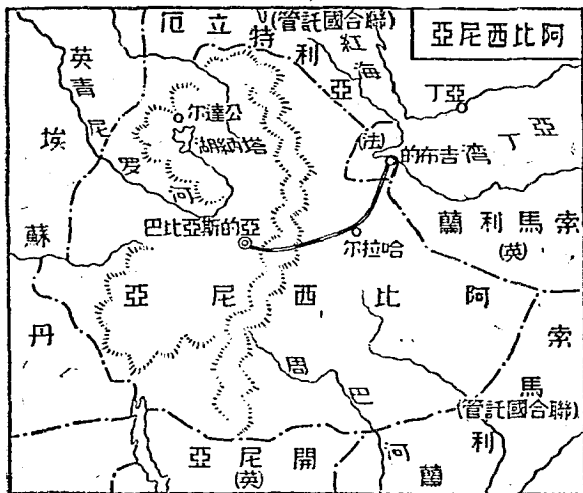 阿比西尼亞
厄立特利亞
(聯合國託管)
紅海
亞丁
亞丁灣
(法)
吉布的
英埃蘇丹
青尼罗河
公達尔
塔納湖
亞的斯亞比巴
哈拉尔
索馬利蘭
(英)
阿比西尼亞
索馬利蘭
(聯合國託管)
周巴河
開尼亞
(英)